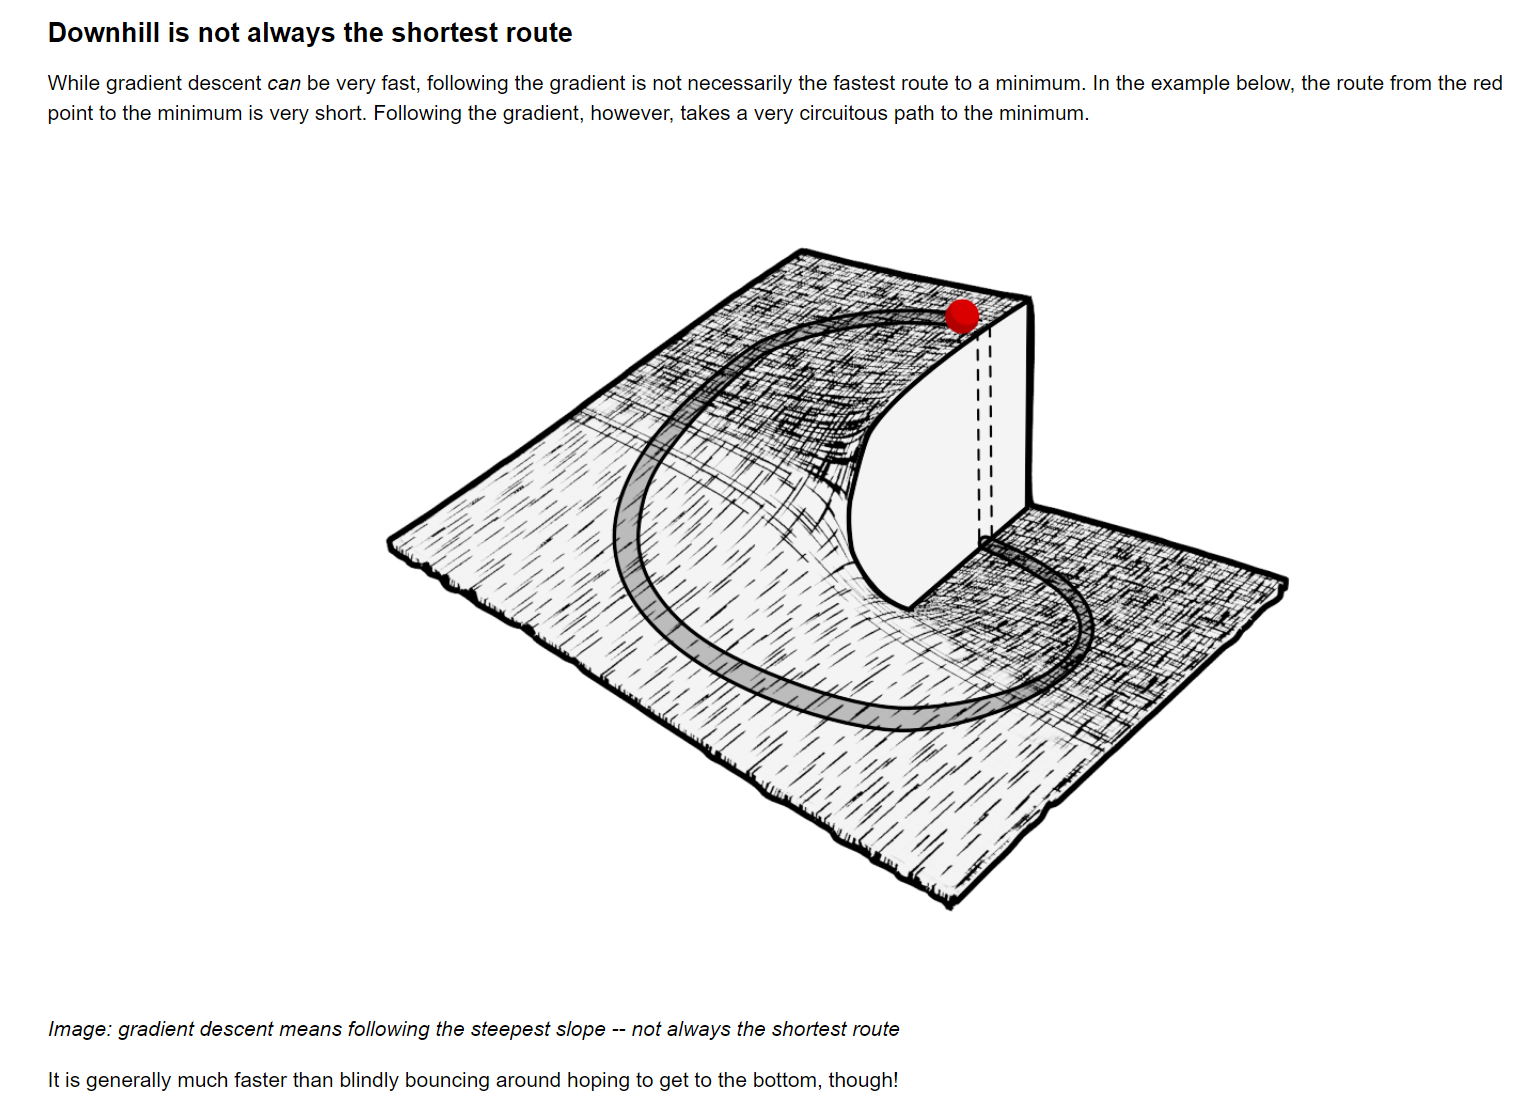 Downhill is not always the shortest route
While gradient descent can be very fast, following the gradient is not necessarily the fastest route to a minimum. In the example below, the route from the red
point to the minimum is very short. Following the gradient, however, takes a very circuitous path to the minimum.
Image: gradient descent means following the steepest slope -- not always the shortest route
It is generally much faster than blindly bouncing around hoping to get to the bottom, though!